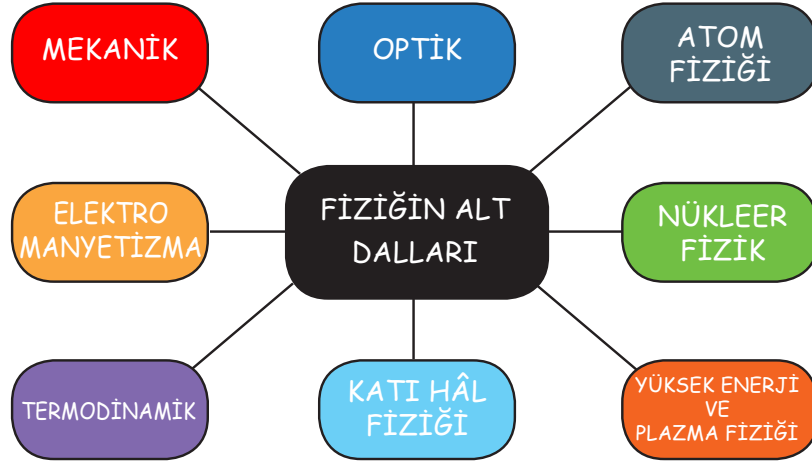 MEKANİK
OPTİK
ATOM
FİZİĞİ
ELEKTRO
MANYETİZMA
FİZİĞİN ALT
DALLARI
NÜKLEER
FİZİK
TERMODİNAMİK
KATI HÂL
FİZİĞİ
YÜKSEK ENERJİ
VE
PLAZMA FİZİĞİ